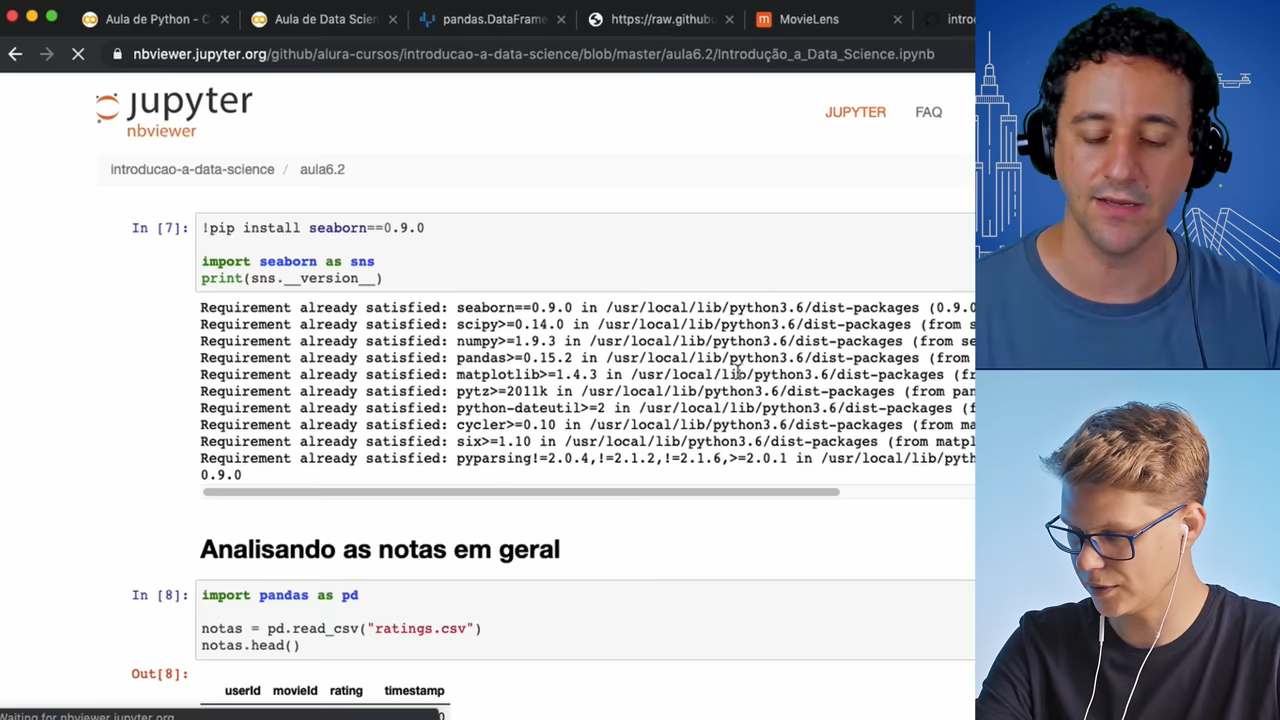 Aula de Python - C
Aula de Data Scien
pandas.DataFrame
https://raw.githubu
MovieLens
intro
nbviewer.jupyter.org/github/alura-cursos/introducao-a-data-science/blob/master/aula6.2/Introdução_a_Data_Science.ipynb
jupyter
nbviewer
JUPYTER
FAQ
introducao-a-data-science / aula6.2
In [7]:
!pip install seaborn==0.9.0
import seaborn as sns
print(sns.__version__)
Requirement already satisfied: seaborn==0.9.0 in /usr/local/lib/python3.6/dist-packages (0.9.0
Requirement already satisfied: scipy>=0.14.0 in /usr/local/lib/python3.6/dist-packages (from s
Requirement already satisfied: numpy>=1.9.3 in /usr/local/lib/python3.6/dist-packages (from se
Requirement already satisfied: pandas>=0.15.2 in /usr/local/lib/python3.6/dist-packages (from
Requirement already satisfied: matplotlib>=1.4.3 in /usr/local/lib/python3.6/dist-packages (fr
Requirement already satisfied: pytz>=2011k in /usr/local/lib/python3.6/dist-packages (from pan
Requirement already satisfied: python-dateutil>=2 in /usr/local/lib/python3.6/dist-packages (f
Requirement already satisfied: cycler>=0.10 in /usr/local/lib/python3.6/dist-packages (from ma
Requirement already satisfied: six>=1.10 in /usr/local/lib/python3.6/dist-packages (from matpl
Requirement already satisfied: pyparsing!=2.0.4,!=2.1.2,!=2.1.6,>=2.0.1 in /usr/local/lib/pyth
0.9.0
Analisando as notas em geral
In [8]:
import pandas as pd
notas = pd.read_csv("ratings.csv")
notas.head()
Out[8]:
userId movieId rating timestamp
Waiting for nbviewer.jupyter.org